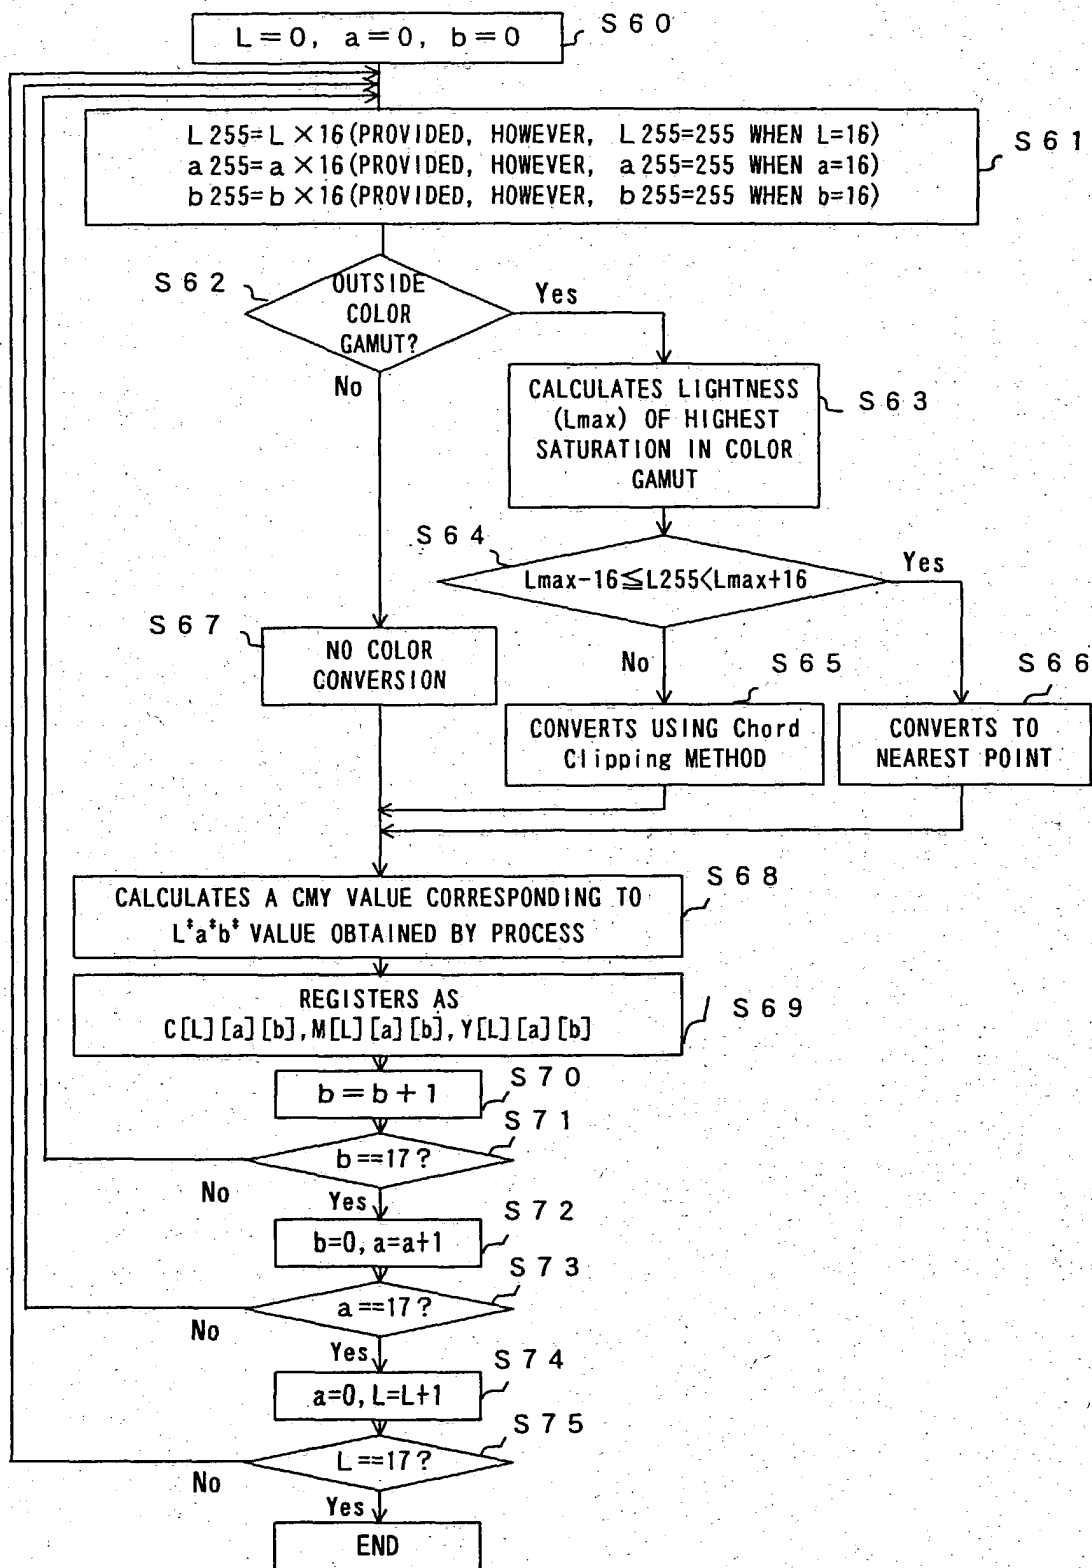 L=0, a=0, b=0
S60
L255=L×16(PROVIDED, HOWEVER, L255=255 WHEN L=16)
a255=a×16(PROVIDED, HOWEVER, a255=255 WHEN a=16)
b255=b×16(PROVIDED, HOWEVER, b255=255 WHEN b=16)
S61
S62
OUTSIDE
COLOR
GAMUT?
Yes
No
CALCULATES LIGHTNESS
(Lmax) OF HIGHEST
SATURATION IN COLOR
GAMUT
S63
S64
Lmax-16≦L255<Lmax+16
Yes
No
S67
NO COLOR
CONVERSION
S65
CONVERTS USING Chord
Clipping METHOD
S66
CONVERTS TO
NEAREST POINT
CALCULATES A CMY VALUE CORRESPONDING TO
L*a*b* VALUE OBTAINED BY PROCESS
S68
REGISTERS AS
C[L][a][b],M[L][a][b],Y[L][a][b]
S69
b=b+1
S70
b==17?
S71
No
Yes
b=0,a=a+1
S72
a==17?
S73
No
Yes
a=0,L=L+1
S74
L==17?
S75
No
Yes
END